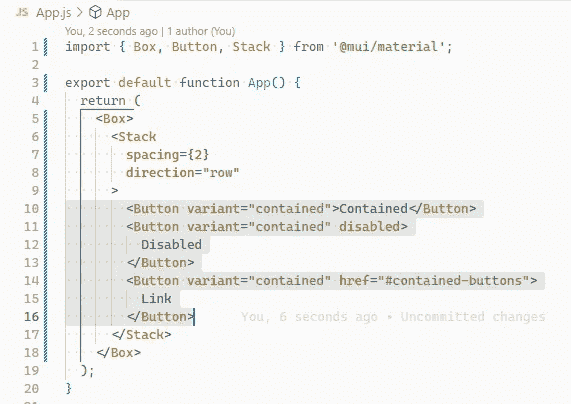 JS App.js > App
You, 2 seconds ago | 1 author (You)
1 import { Box, Button, Stack } from '@mui/material';
2
3 export default function App() {
4   return (
5     <Box>
6       <Stack
7         spacing={2}
8         direction="row"
9       >
10         <Button variant="contained">Contained</Button>
11         <Button variant="contained" disabled>
12           Disabled
13         </Button>
14         <Button variant="contained" href="#contained-buttons">
15           Link
16         </Button> You, 6 seconds ago • Uncommitted changes
17       </Stack>
18     </Box>
19   );
20 }